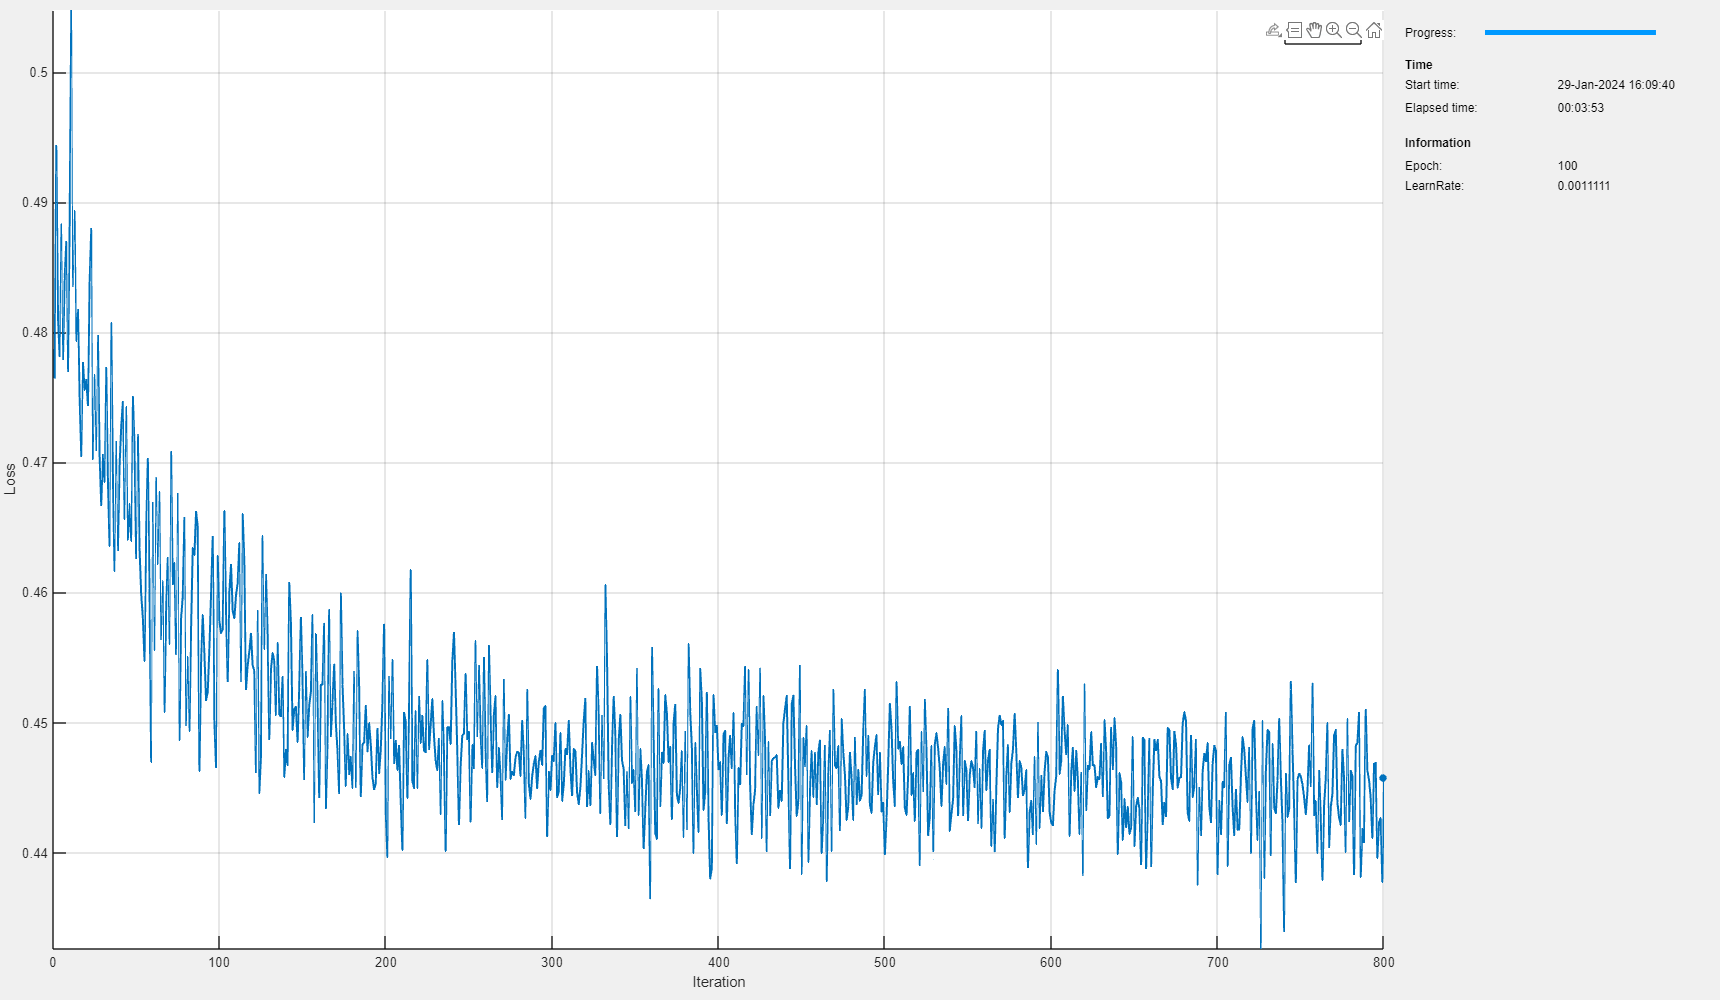 0.5
0.49
0.48
0.47
0.46
0.45
0.44
Loss
0
100
200
300
400
500
600
700
800
Iteration
Progress:
Time
Start time: 29-Jan-2024 16:09:40
Elapsed time: 00:03:53
Information
Epoch: 100
LearnRate: 0.0011111